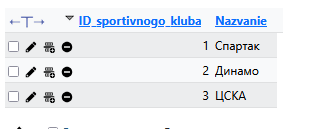 ←T→ ID_sportivnogo_kluba Nazvanie
1 Спартак
2 Динамо
3 ЦСКА